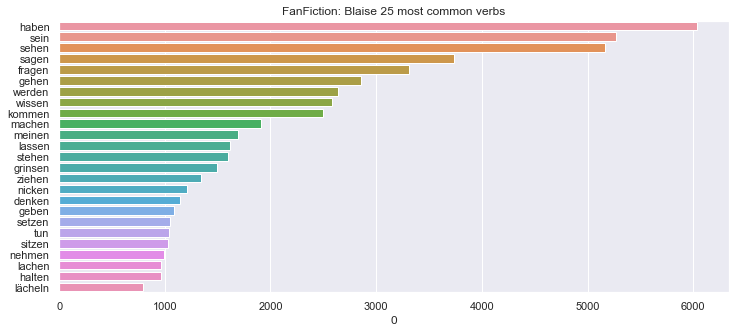 FanFiction: Blaise 25 most common verbs
haben
sein
sehen
sagen
fragen
gehen
werden
wissen
kommen
machen
meinen
lassen
stehen
grinsen
ziehen
nicken
denken
geben
setzen
tun
sitzen
nehmen
lachen
halten
lächeln
0 1000 2000 3000 4000 5000 6000
0